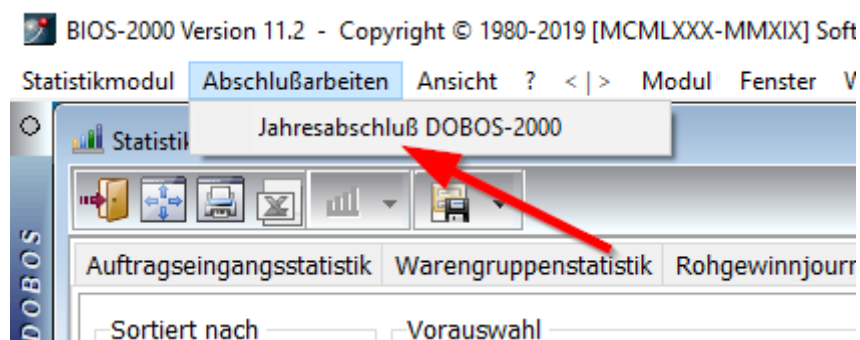 BIOS-2000 Version 11.2 - Copyright © 1980-2019 [MCMLXXX-MMXIX] Soft
Statistikmodul Abschlußarbeiten Ansicht ? < | > Modul Fenster
Statistik Jahresabschluß DOBOS-2000
Auftragseingangsstatistik Warengruppenstatistik Rohgewinnjourn
Sortiert nach Vorauswahl
DOBOS